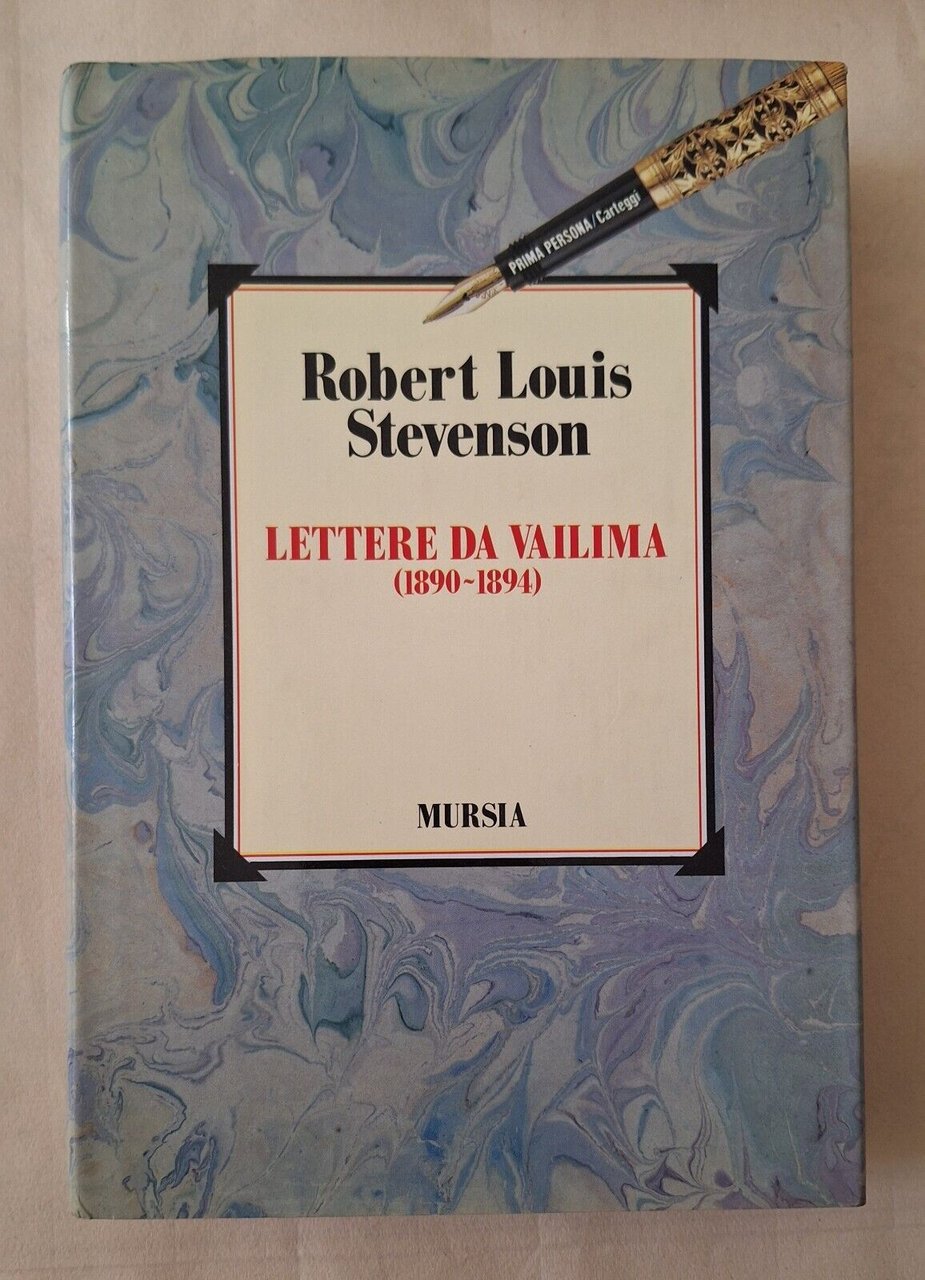 PRIMA PERSONA/Carteggi
Robert Louis
Stevenson
LETTERE DA VAILIMA
(1890~1894)
MURSIA